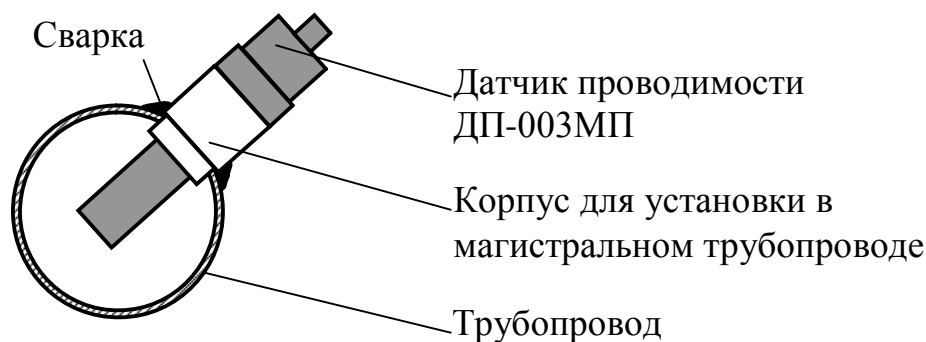 Сварка
Датчик проводимости
ДП-003МП
Корпус для установки в
магистральном трубопроводе
Трубопровод